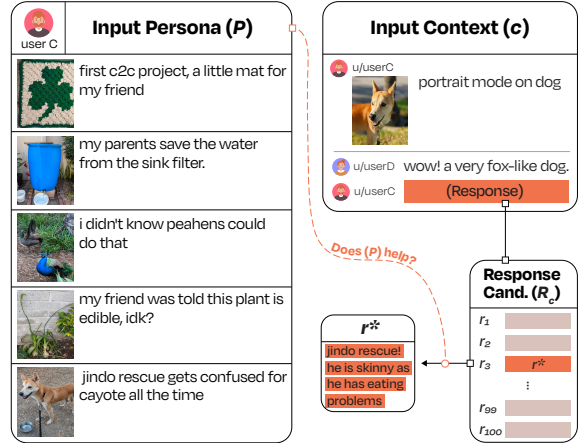 user C
Input Persona (P)
first c2c project, a little mat for
my friend
my parents save the water
from the sink filter.
i didn't know peahens could
do that
my friend was told this plant is
edible, idk?
jindo rescue gets confused for
cayote all the time
Input Context (c)
u/userC
portrait mode on dog
u/userD
wow! a very fox-like dog.
u/userC
(Response)
Does (P) help?
r*
jindo rescue!
he is skinny as
he has eating
problems
Response
Cand. (Rc)
r1
r2
r3
r*
⋮
r99
r100